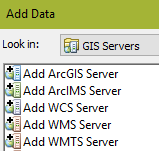 Add Data
Look in: GIS Servers
Add ArcGIS Server
Add ArcIMS Server
Add WCS Server
Add WMS Server
Add WMTS Server